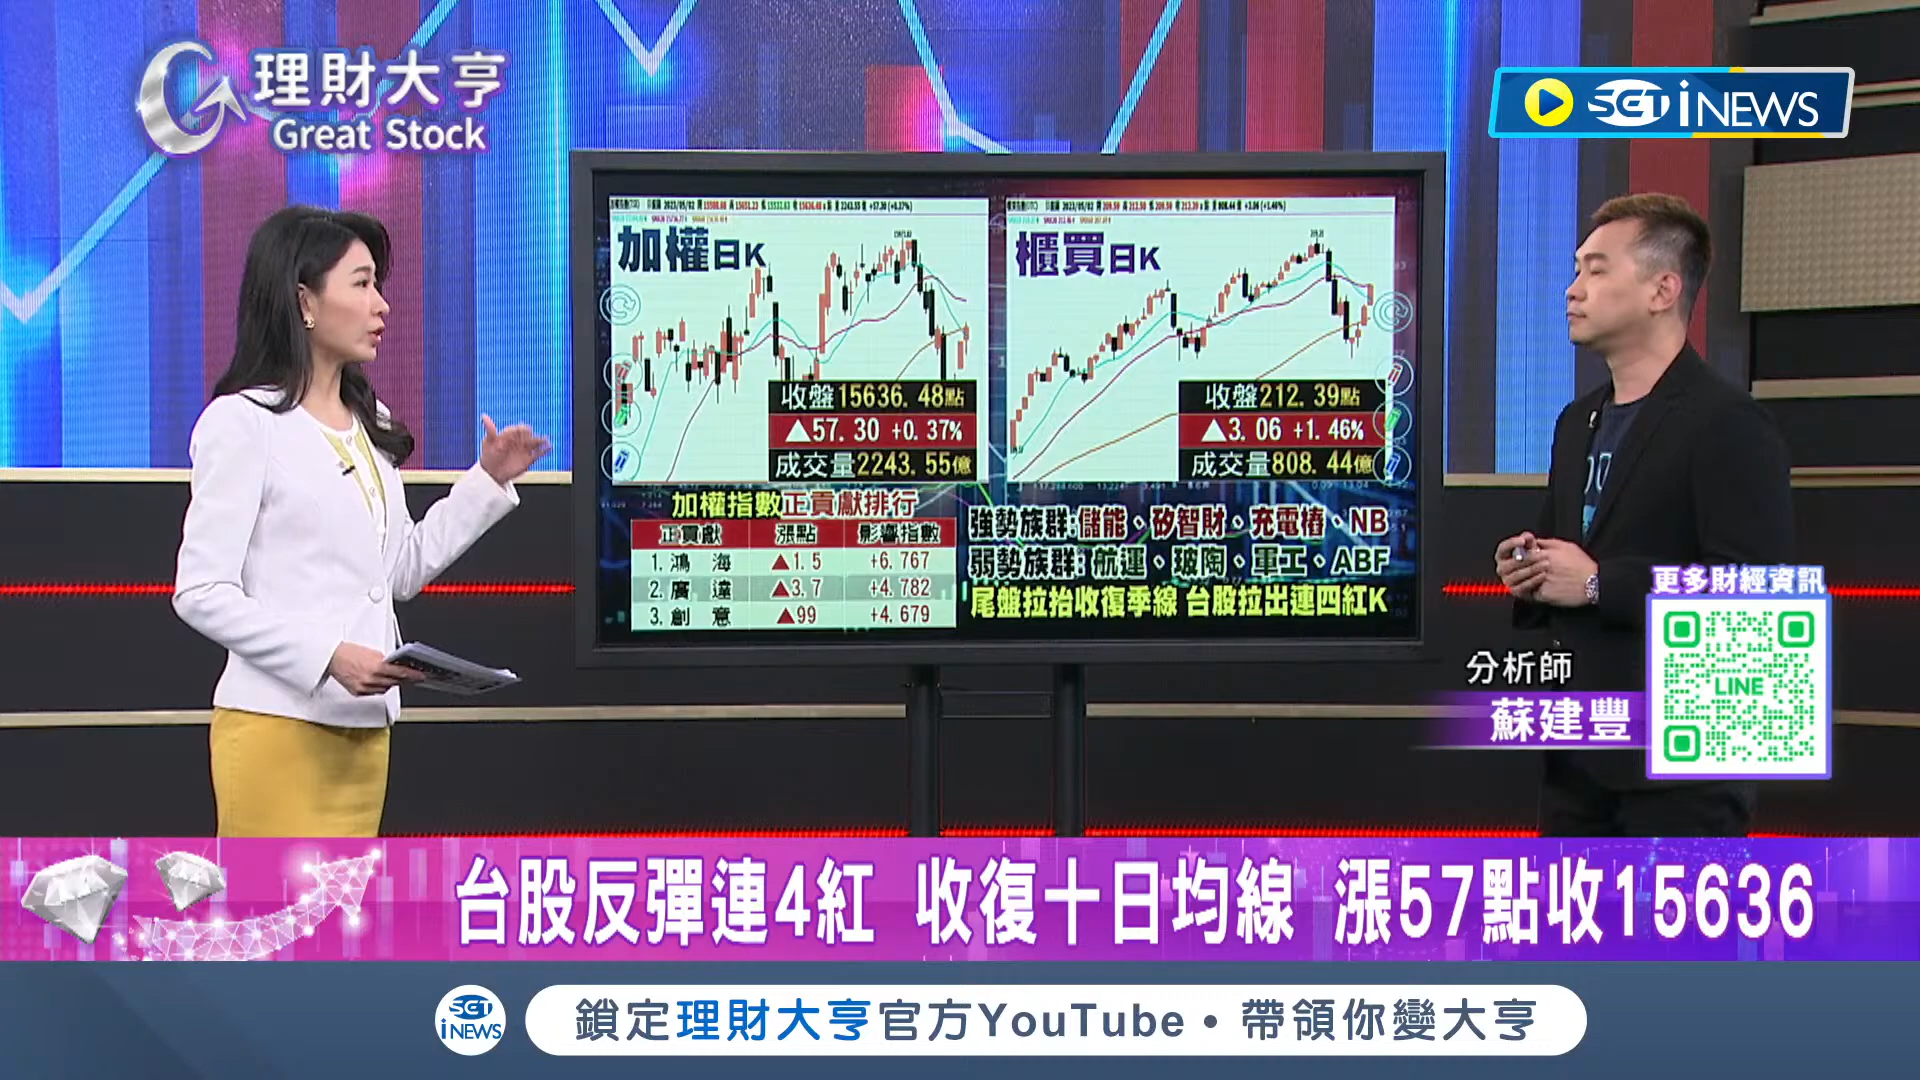 理財大亨
Great Stock
SETiNEWS
加權日K
收盤15636.48點
▲57.30 +0.37%
成交量2243.55億
櫃買日K
收盤212.39點
▲3.06 +1.46%
成交量808.44億
加權指數正貢獻排行
正貢獻 漲點 影響指數
1.鴻海 ▲1.5 +6.767
2.廣達 ▲3.7 +4.782
3.創意 ▲99 +4.679
強勢族群:儲能、矽智財、充電樁、NB
弱勢族群:航運、玻陶、軍工、ABF
尾盤拉抬收復季線 台股拉出連四紅K
更多財經資訊
LINE
分析師
蘇建豐
台股反彈連4紅 收復十日均線 漲57點收15636
SET iNEWS
鎖定理財大亨官方YouTube・帶領你變大亨